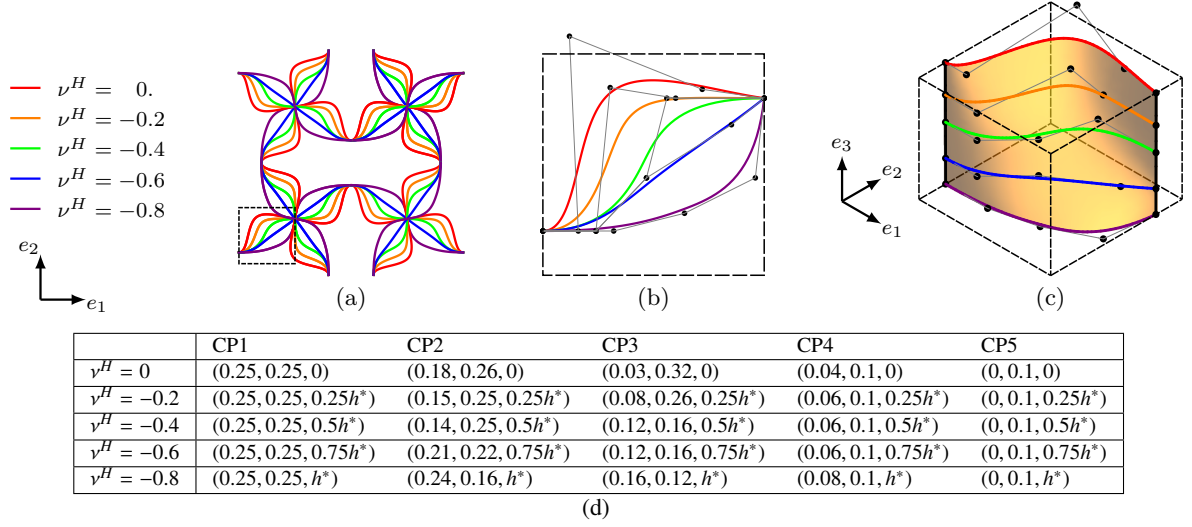 ν^H = 0.
ν^H = −0.2
ν^H = −0.4
ν^H = −0.6
ν^H = −0.8
e_2
e_1
(a)
(b)
e_3
e_2
e_1
(c)
CP1 CP2 CP3 CP4 CP5
ν^H = 0 (0.25, 0.25, 0) (0.18, 0.26, 0) (0.03, 0.32, 0) (0.04, 0.1, 0) (0, 0.1, 0)
ν^H = −0.2 (0.25, 0.25, 0.25h*) (0.15, 0.25, 0.25h*) (0.08, 0.26, 0.25h*) (0.06, 0.1, 0.25h*) (0, 0.1, 0.25h*)
ν^H = −0.4 (0.25, 0.25, 0.5h*) (0.14, 0.25, 0.5h*) (0.12, 0.16, 0.5h*) (0.06, 0.1, 0.5h*) (0, 0.1, 0.5h*)
ν^H = −0.6 (0.25, 0.25, 0.75h*) (0.21, 0.22, 0.75h*) (0.12, 0.16, 0.75h*) (0.06, 0.1, 0.75h*) (0, 0.1, 0.75h*)
ν^H = −0.8 (0.25, 0.25, h*) (0.24, 0.16, h*) (0.16, 0.12, h*) (0.08, 0.1, h*) (0, 0.1, h*)
(d)